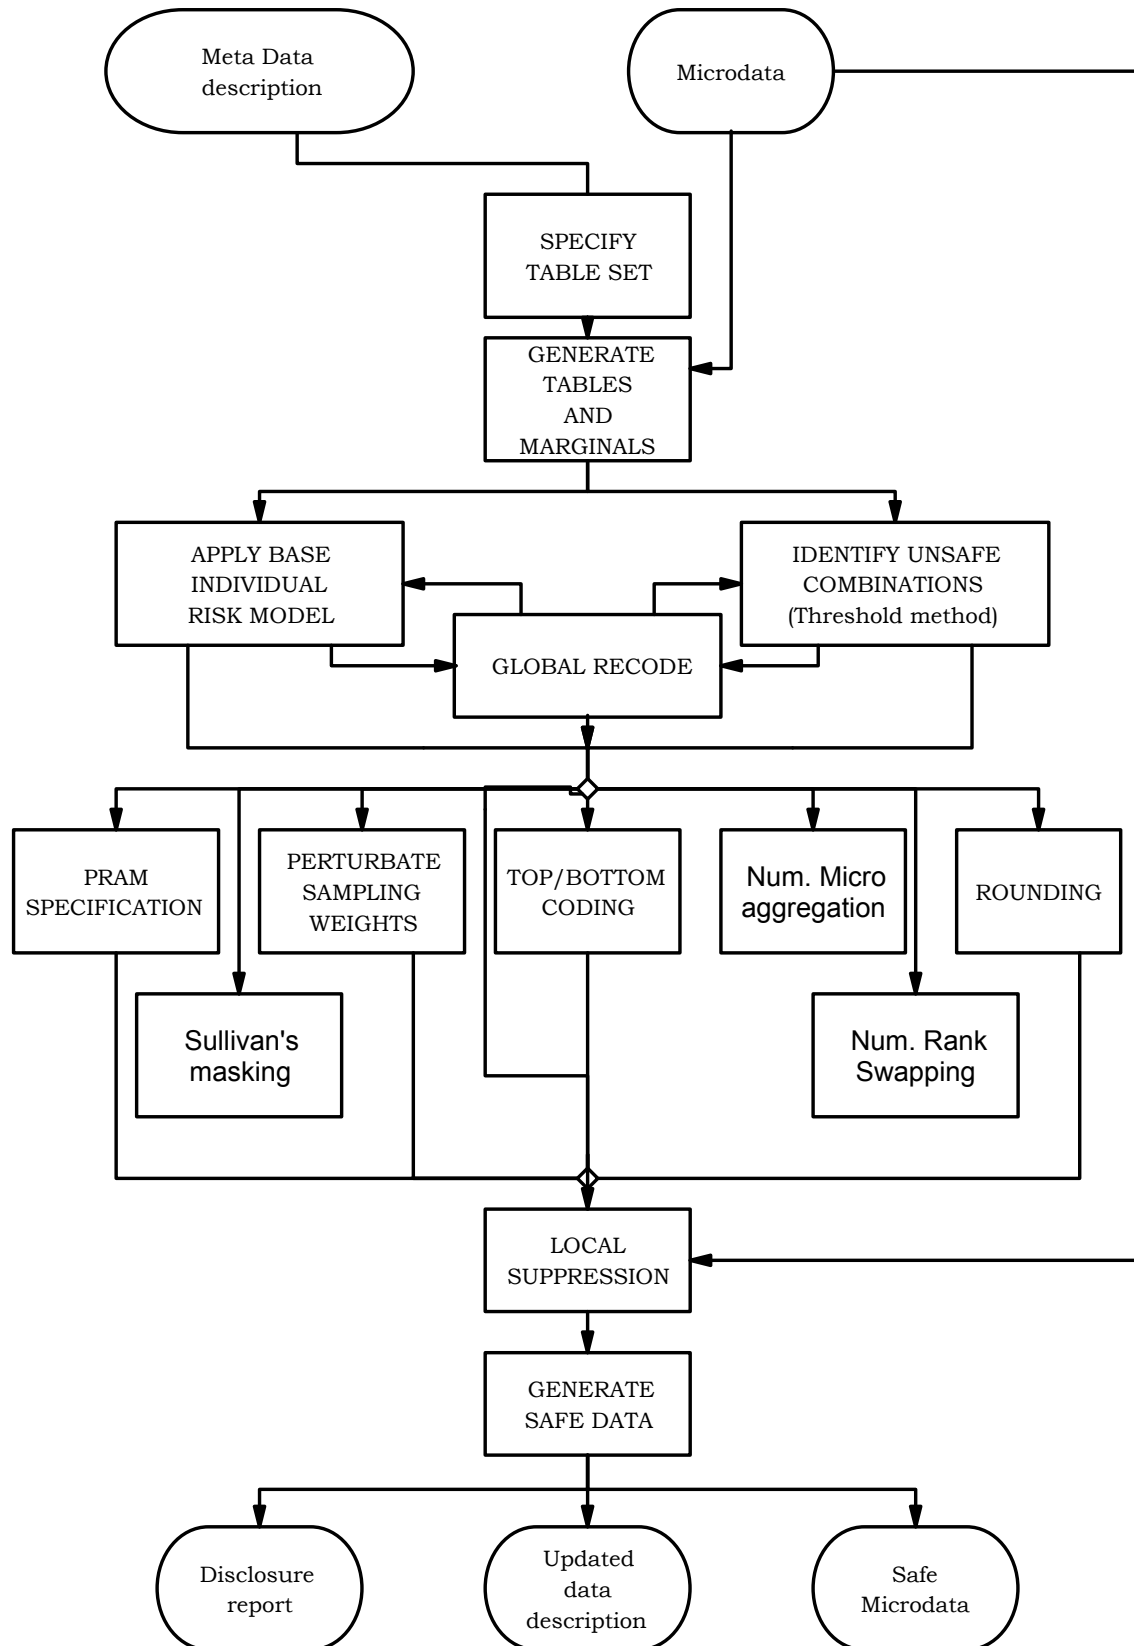 Meta Data
description
Microdata
SPECIFY
TABLE SET
GENERATE
TABLES
AND
MARGINALS
APPLY BASE
INDIVIDUAL
RISK MODEL
IDENTIFY UNSAFE
COMBINATIONS
(Threshold method)
GLOBAL RECODE
PRAM
SPECIFICATION
PERTURBATE
SAMPLING
WEIGHTS
TOP/BOTTOM
CODING
Num. Micro
aggregation
ROUNDING
Sullivan's
masking
Num. Rank
Swapping
LOCAL
SUPPRESSION
GENERATE
SAFE DATA
Disclosure
report
Updated
data
description
Safe
Microdata